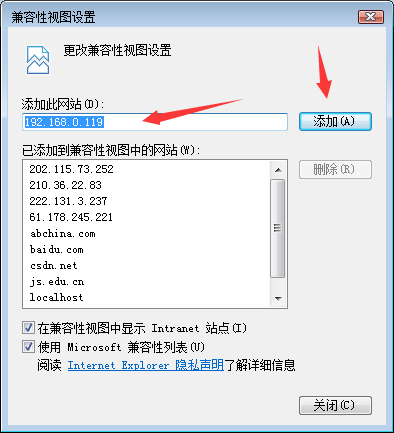 兼容性视图设置
更改兼容性视图设置
添加此网站(D):
192.168.0.119
添加(A)
已添加到兼容性视图中的网站(W):
202.115.73.252
删除(R)
210.36.22.83
222.131.3.237
61.178.245.221
abchina.com
baidu.com
csdn.net
js.edu.cn
localhost
在兼容性视图中显示 Intranet 站点(I)
使用 Microsoft 兼容性列表(U)
阅读 Internet Explorer 隐私声明了解详细信息
关闭(C)